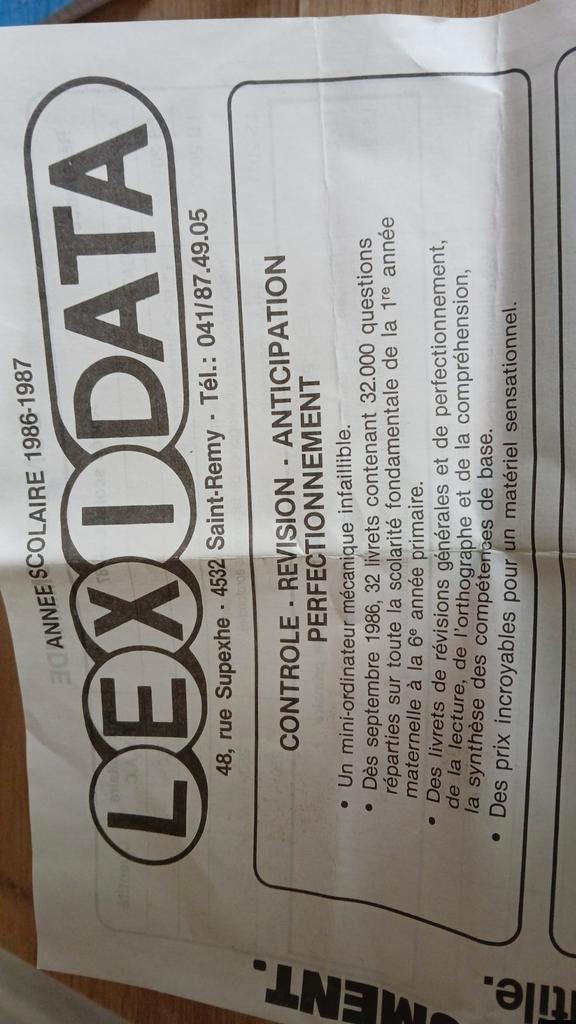 ANNEE SCOLAIRE 1986-1987
LEXIDATA
48, rue Supexhe - 4532 Saint-Remy - Tél.: 041/87.49.05
CONTROLE - REVISION - ANTICIPATION
PERFECTIONNEMENT
• Un mini-ordinateur mécanique infaillible.
• Dès septembre 1986, 32 livrets contenant 32.000 questions
réparties sur toute la scolarité fondamentale de la 1re année
maternelle à la 6e année primaire.
• Des livrets de révisions générales et de perfectionnement,
de la lecture, de l'orthographe et de la compréhension,
la synthèse des compétences de base.
• Des prix incroyables pour un matériel sensationnel.